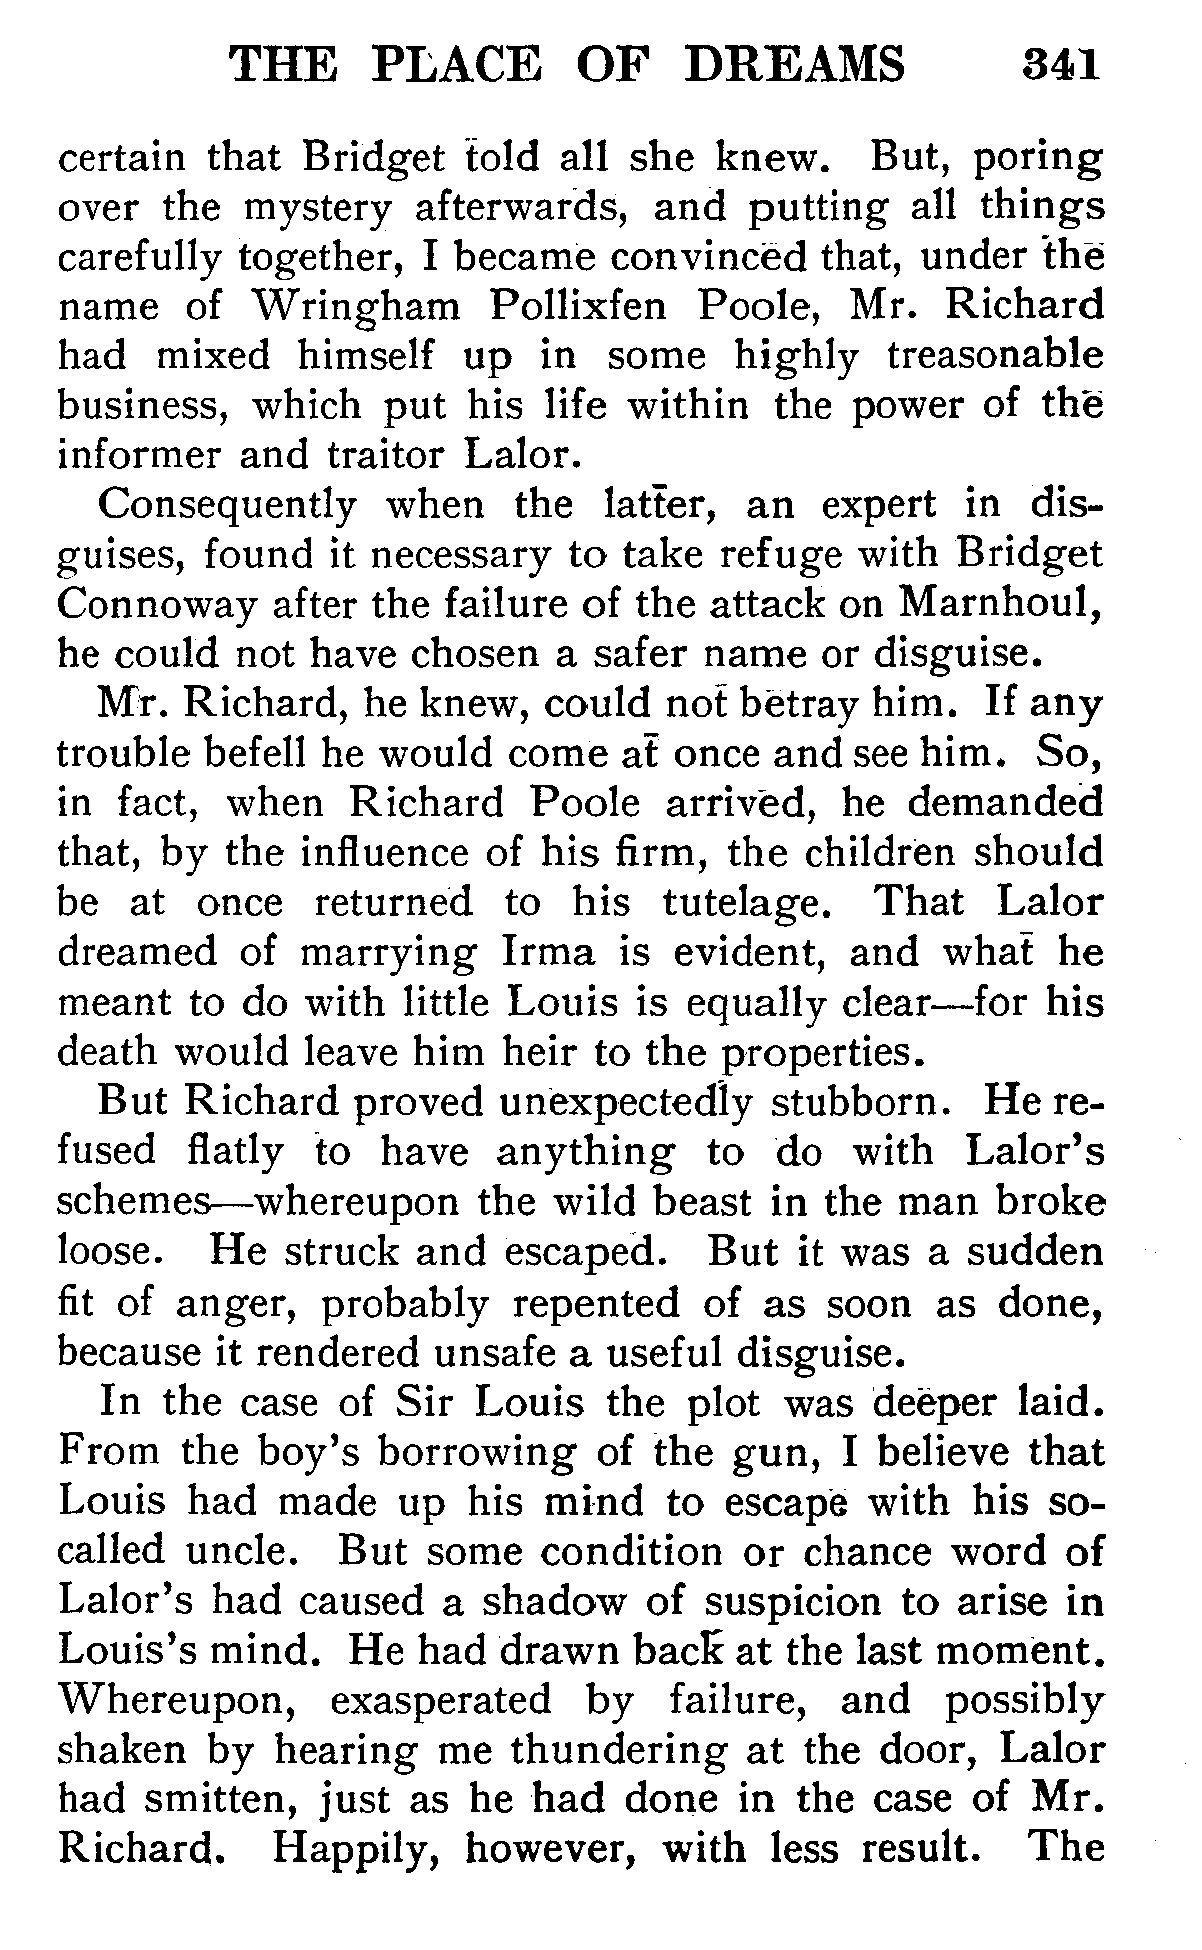 THE PLACE OF DREAMS 341
certain that Bridget told all she knew. But, poring
over the mystery afterwards, and putting all things
carefully together, I became convinced that, under the
name of Wringham Pollixfen Poole, Mr. Richard
had mixed himself up in some highly treasonable
business, which put his life within the power of the
informer and traitor Lalor.
Consequently when the latter, an expert in dis-
guises, found it necessary to take refuge with Bridget
Connoway after the failure of the attack on Marnhoul,
he could not have chosen a safer name or disguise.
Mr. Richard, he knew, could not betray him. If any
trouble befell he would come at once and see him. So,
in fact, when Richard Poole arrived, he demanded
that, by the influence of his firm, the children should
be at once returned to his tutelage. That Lalor
dreamed of marrying Irma is evident, and what he
meant to do with little Louis is equally clear—for his
death would leave him heir to the properties.
But Richard proved unexpectedly stubborn. He re-
fused flatly to have anything to do with Lalor's
schemes—whereupon the wild beast in the man broke
loose. He struck and escaped. But it was a sudden
fit of anger, probably repented of as soon as done,
because it rendered unsafe a useful disguise.
In the case of Sir Louis the plot was deeper laid.
From the boy's borrowing of the gun, I believe that
Louis had made up his mind to escape with his so-
called uncle. But some condition or chance word of
Lalor's had caused a shadow of suspicion to arise in
Louis's mind. He had drawn back at the last moment.
Whereupon, exasperated by failure, and possibly
shaken by hearing me thundering at the door, Lalor
had smitten, just as he had done in the case of Mr.
Richard. Happily, however, with less result. The